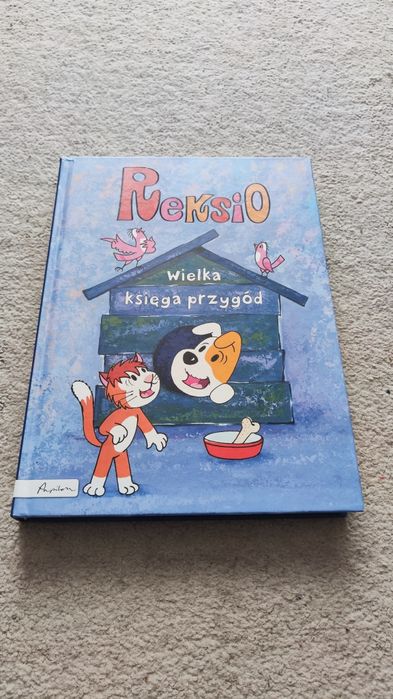 Reksio
Wielka
księga przygód
Papilon